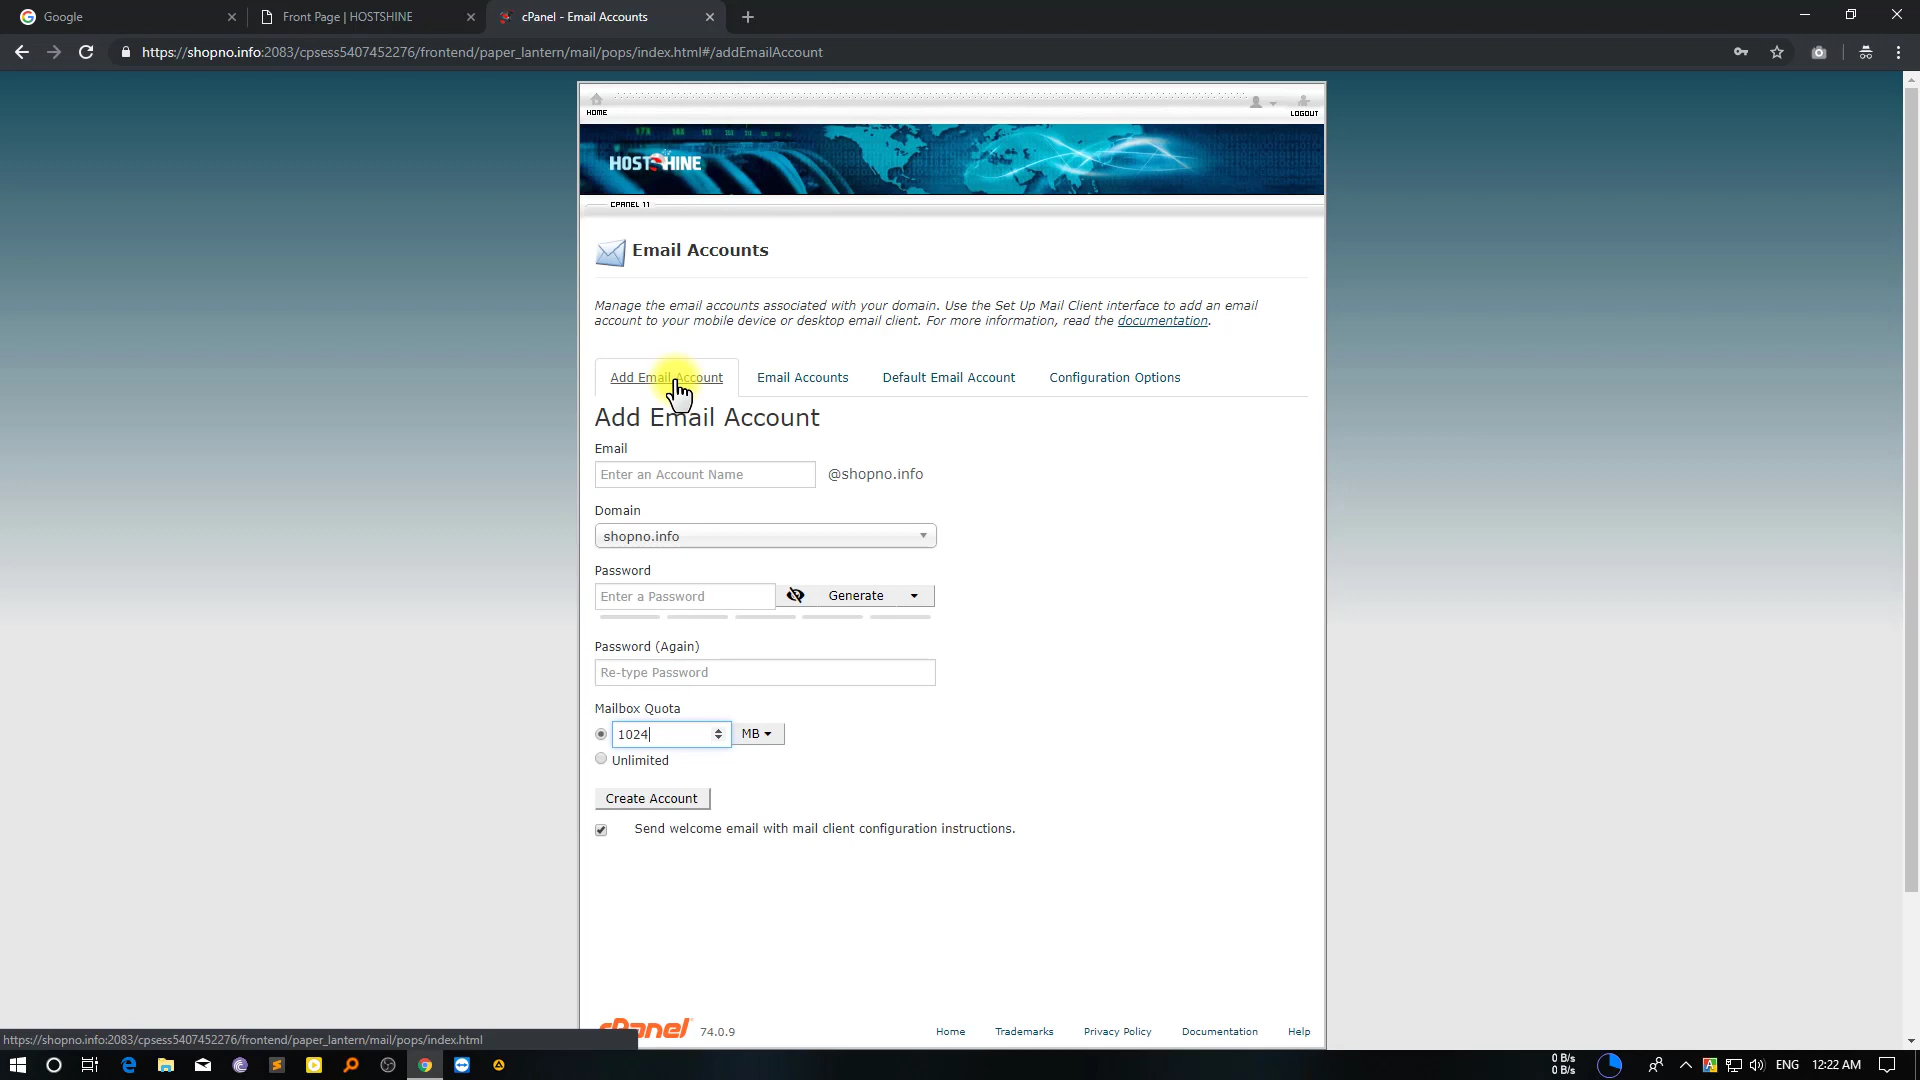 Google
Front Page | HOSTSHINE
cPanel - Email Accounts
https://shopno.info:2083/cpsess5407452276/frontend/paper_lantern/mail/pops/index.html#/addEmailAccount
HOME
LOGOUT
17X 18X
HOSTSHINE
CPANEL 11
Email Accounts
Manage the email accounts associated with your domain. Use the Set Up Mail Client interface to add an email
account to your mobile device or desktop email client. For more information, read the documentation.
Add Email Account
Email Accounts
Default Email Account
Configuration Options
Add Email Account
Email
Enter an Account Name
@shopno.info
Domain
shopno.info
Password
Enter a Password
Generate
Password (Again)
Re-type Password
Mailbox Quota
1024
MB
Unlimited
Create Account
Send welcome email with mail client configuration instructions.
cPanel 74.0.9
Home
Trademarks
Privacy Policy
Documentation
Help
https://shopno.info:2083/cpsess5407452276/frontend/paper_lantern/mail/pops/index.html
0 B/s
0 B/s
ENG
12:22 AM